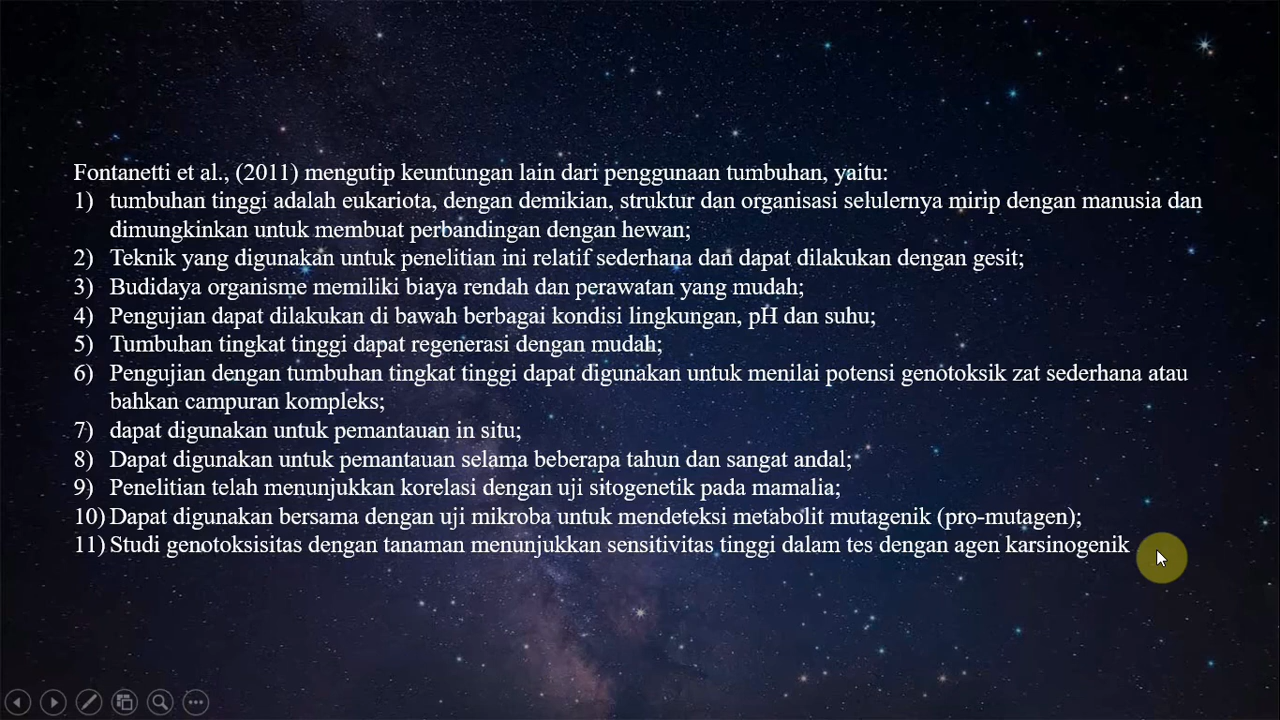 Fontanetti et al., (2011) mengutip keuntungan lain dari penggunaan tumbuhan, yaitu:
1) tumbuhan tinggi adalah eukariota, dengan demikian, struktur dan organisasi selulernya mirip dengan manusia dan
dimungkinkan untuk membuat perbandingan dengan hewan;
2) Teknik yang digunakan untuk penelitian ini relatif sederhana dan dapat dilakukan dengan gesit;
3) Budidaya organisme memiliki biaya rendah dan perawatan yang mudah;
4) Pengujian dapat dilakukan di bawah berbagai kondisi lingkungan, pH dan suhu;
5) Tumbuhan tingkat tinggi dapat regenerasi dengan mudah;
6) Pengujian dengan tumbuhan tingkat tinggi dapat digunakan untuk menilai potensi genotoksik zat sederhana atau
bahkan campuran kompleks;
7) dapat digunakan untuk pemantauan in situ;
8) Dapat digunakan untuk pemantauan selama beberapa tahun dan sangat andal;
9) Penelitian telah menunjukkan korelasi dengan uji sitogenetik pada mamalia;
10) Dapat digunakan bersama dengan uji mikroba untuk mendeteksi metabolit mutagenik (pro-mutagen);
11) Studi genotoksisitas dengan tanaman menunjukkan sensitivitas tinggi dalam tes dengan agen karsinogenik